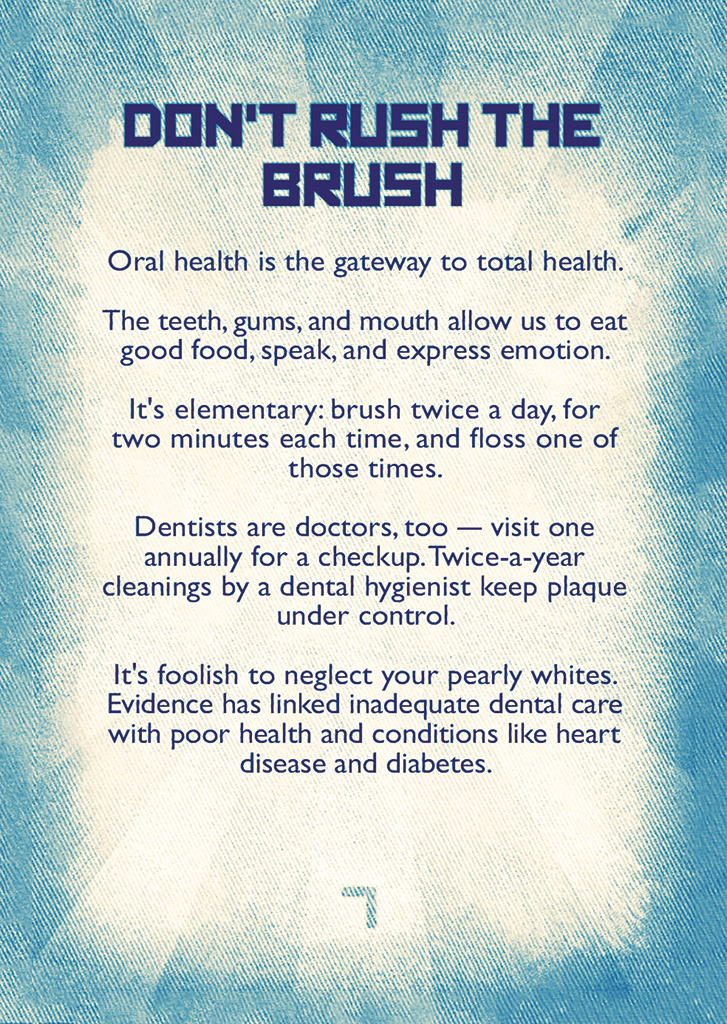 DON'T RUSH THE
BRUSH
Oral health is the gateway to total health.
The teeth, gums, and mouth allow us to eat
good food, speak, and express emotion.
It's elementary: brush twice a day, for
two minutes each time, and floss one of
those times.
Dentists are doctors, too — visit one
annually for a checkup. Twice-a-year
cleanings by a dental hygienist keep plaque
under control.
It's foolish to neglect your pearly whites.
Evidence has linked inadequate dental care
with poor health and conditions like heart
disease and diabetes.
7